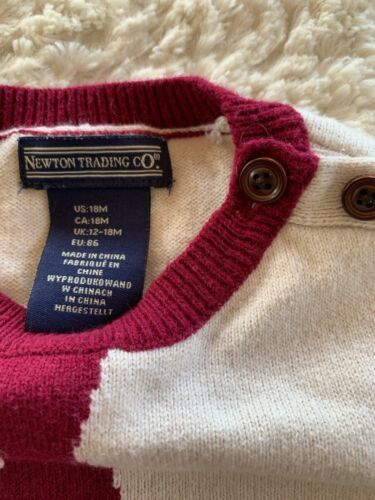 NEWTON TRADING CO.®
US:18M
CA:18M
UK:12-18M
EU:86
MADE IN CHINA
FABRIQUÉ EN
CHINE
WYPRODUKOWANO
W CHINACH
IN CHINA
HERGESTELLT